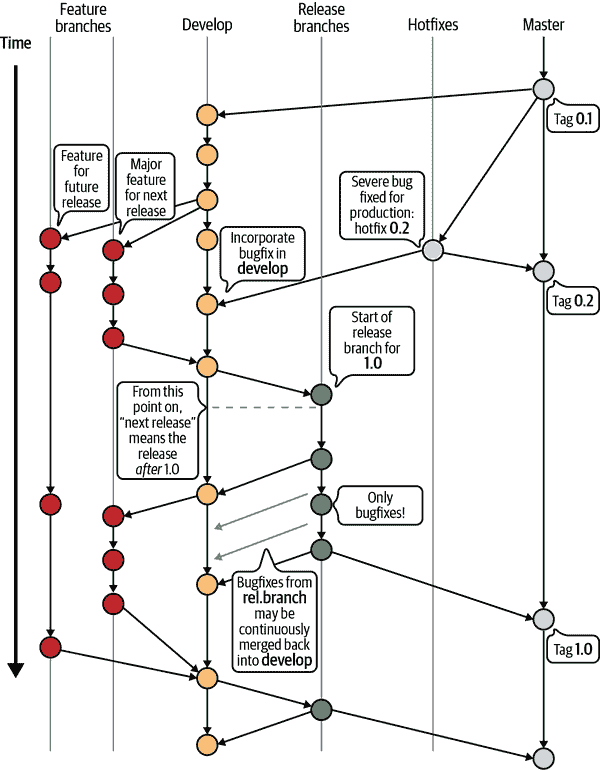 Feature
branches
Develop
Release
branches
Hotfixes
Master
Time
Tag 0.1
Feature
for
future
release
Major
feature
for next
release
Severe bug
fixed for
production:
hotfix 0.2
Incorporate
bugfix in
develop
Tag 0.2
Start of
release
branch for
1.0
From this
point on,
“next release”
means the
release
after 1.0
Only
bugfixes!
Bugfixes from
rel.branch
may be
continuously
merged back
into develop
Tag 1.0